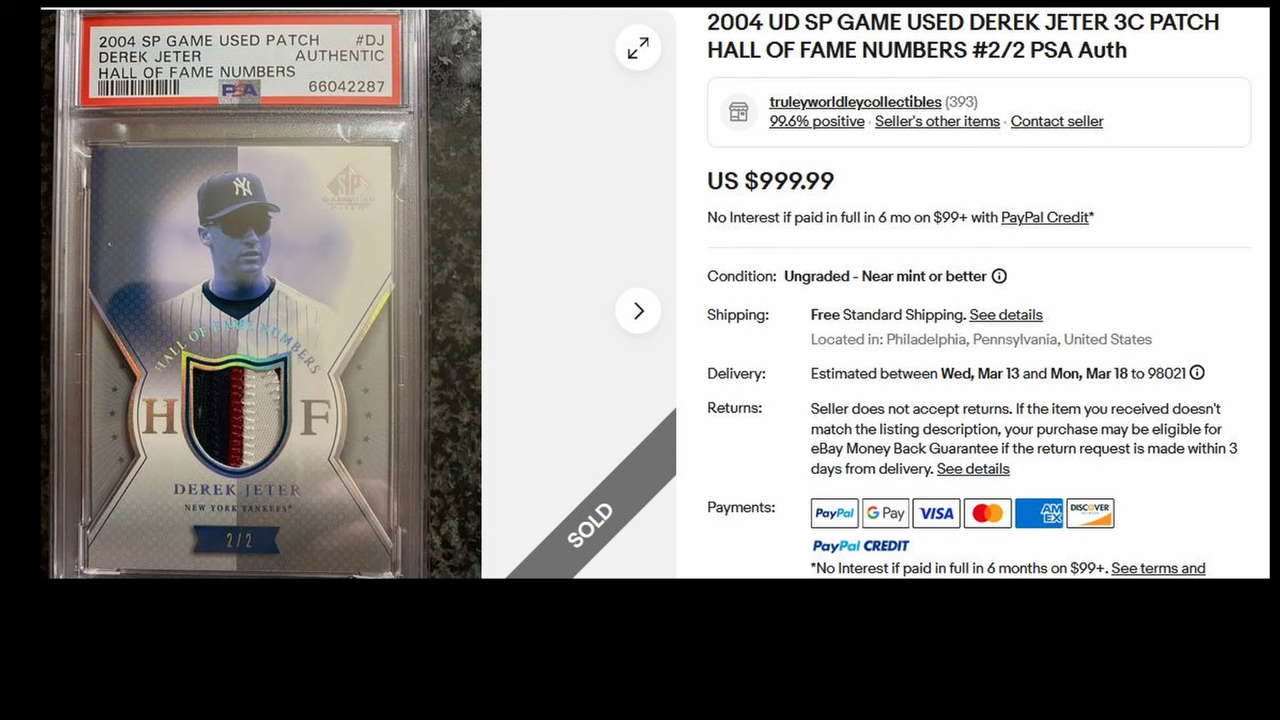 2004 SP GAME USED PATCH #DJ
DEREK JETER AUTHENTIC
HALL OF FAME NUMBERS
PSA 66042287
NY
SP
HALL OF FAME NUMBERS
H F
DEREK JETER
NEW YORK YANKEES
2/2
SOLD
2004 UD SP GAME USED DEREK JETER 3C PATCH
HALL OF FAME NUMBERS #2/2 PSA Auth
truleyworldleycollectibles (393)
99.6% positive · Seller's other items · Contact seller
US $999.99
No Interest if paid in full in 6 mo on $99+ with PayPal Credit*
Condition: Ungraded - Near mint or better
Shipping: Free Standard Shipping. See details
Located in: Philadelphia, Pennsylvania, United States
Delivery: Estimated between Wed, Mar 13 and Mon, Mar 18 to 98021
Returns: Seller does not accept returns. If the item you received doesn't
match the listing description, your purchase may be eligible for
eBay Money Back Guarantee if the return request is made within 3
days from delivery. See details
Payments: PayPal G Pay VISA AM EX DISCOVER
PayPal CREDIT
*No Interest if paid in full in 6 months on $99+. See terms and